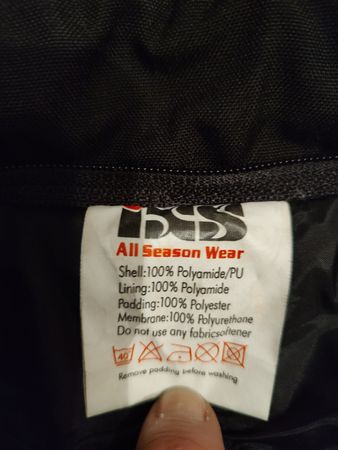 All Season Wear
Shell:100% Polyamide/PU
Lining:100% Polyamide
Padding:100% Polyester
Membrane:100% Polyurethane
Do not use any fabricsoftener
40
Remove padding before washing